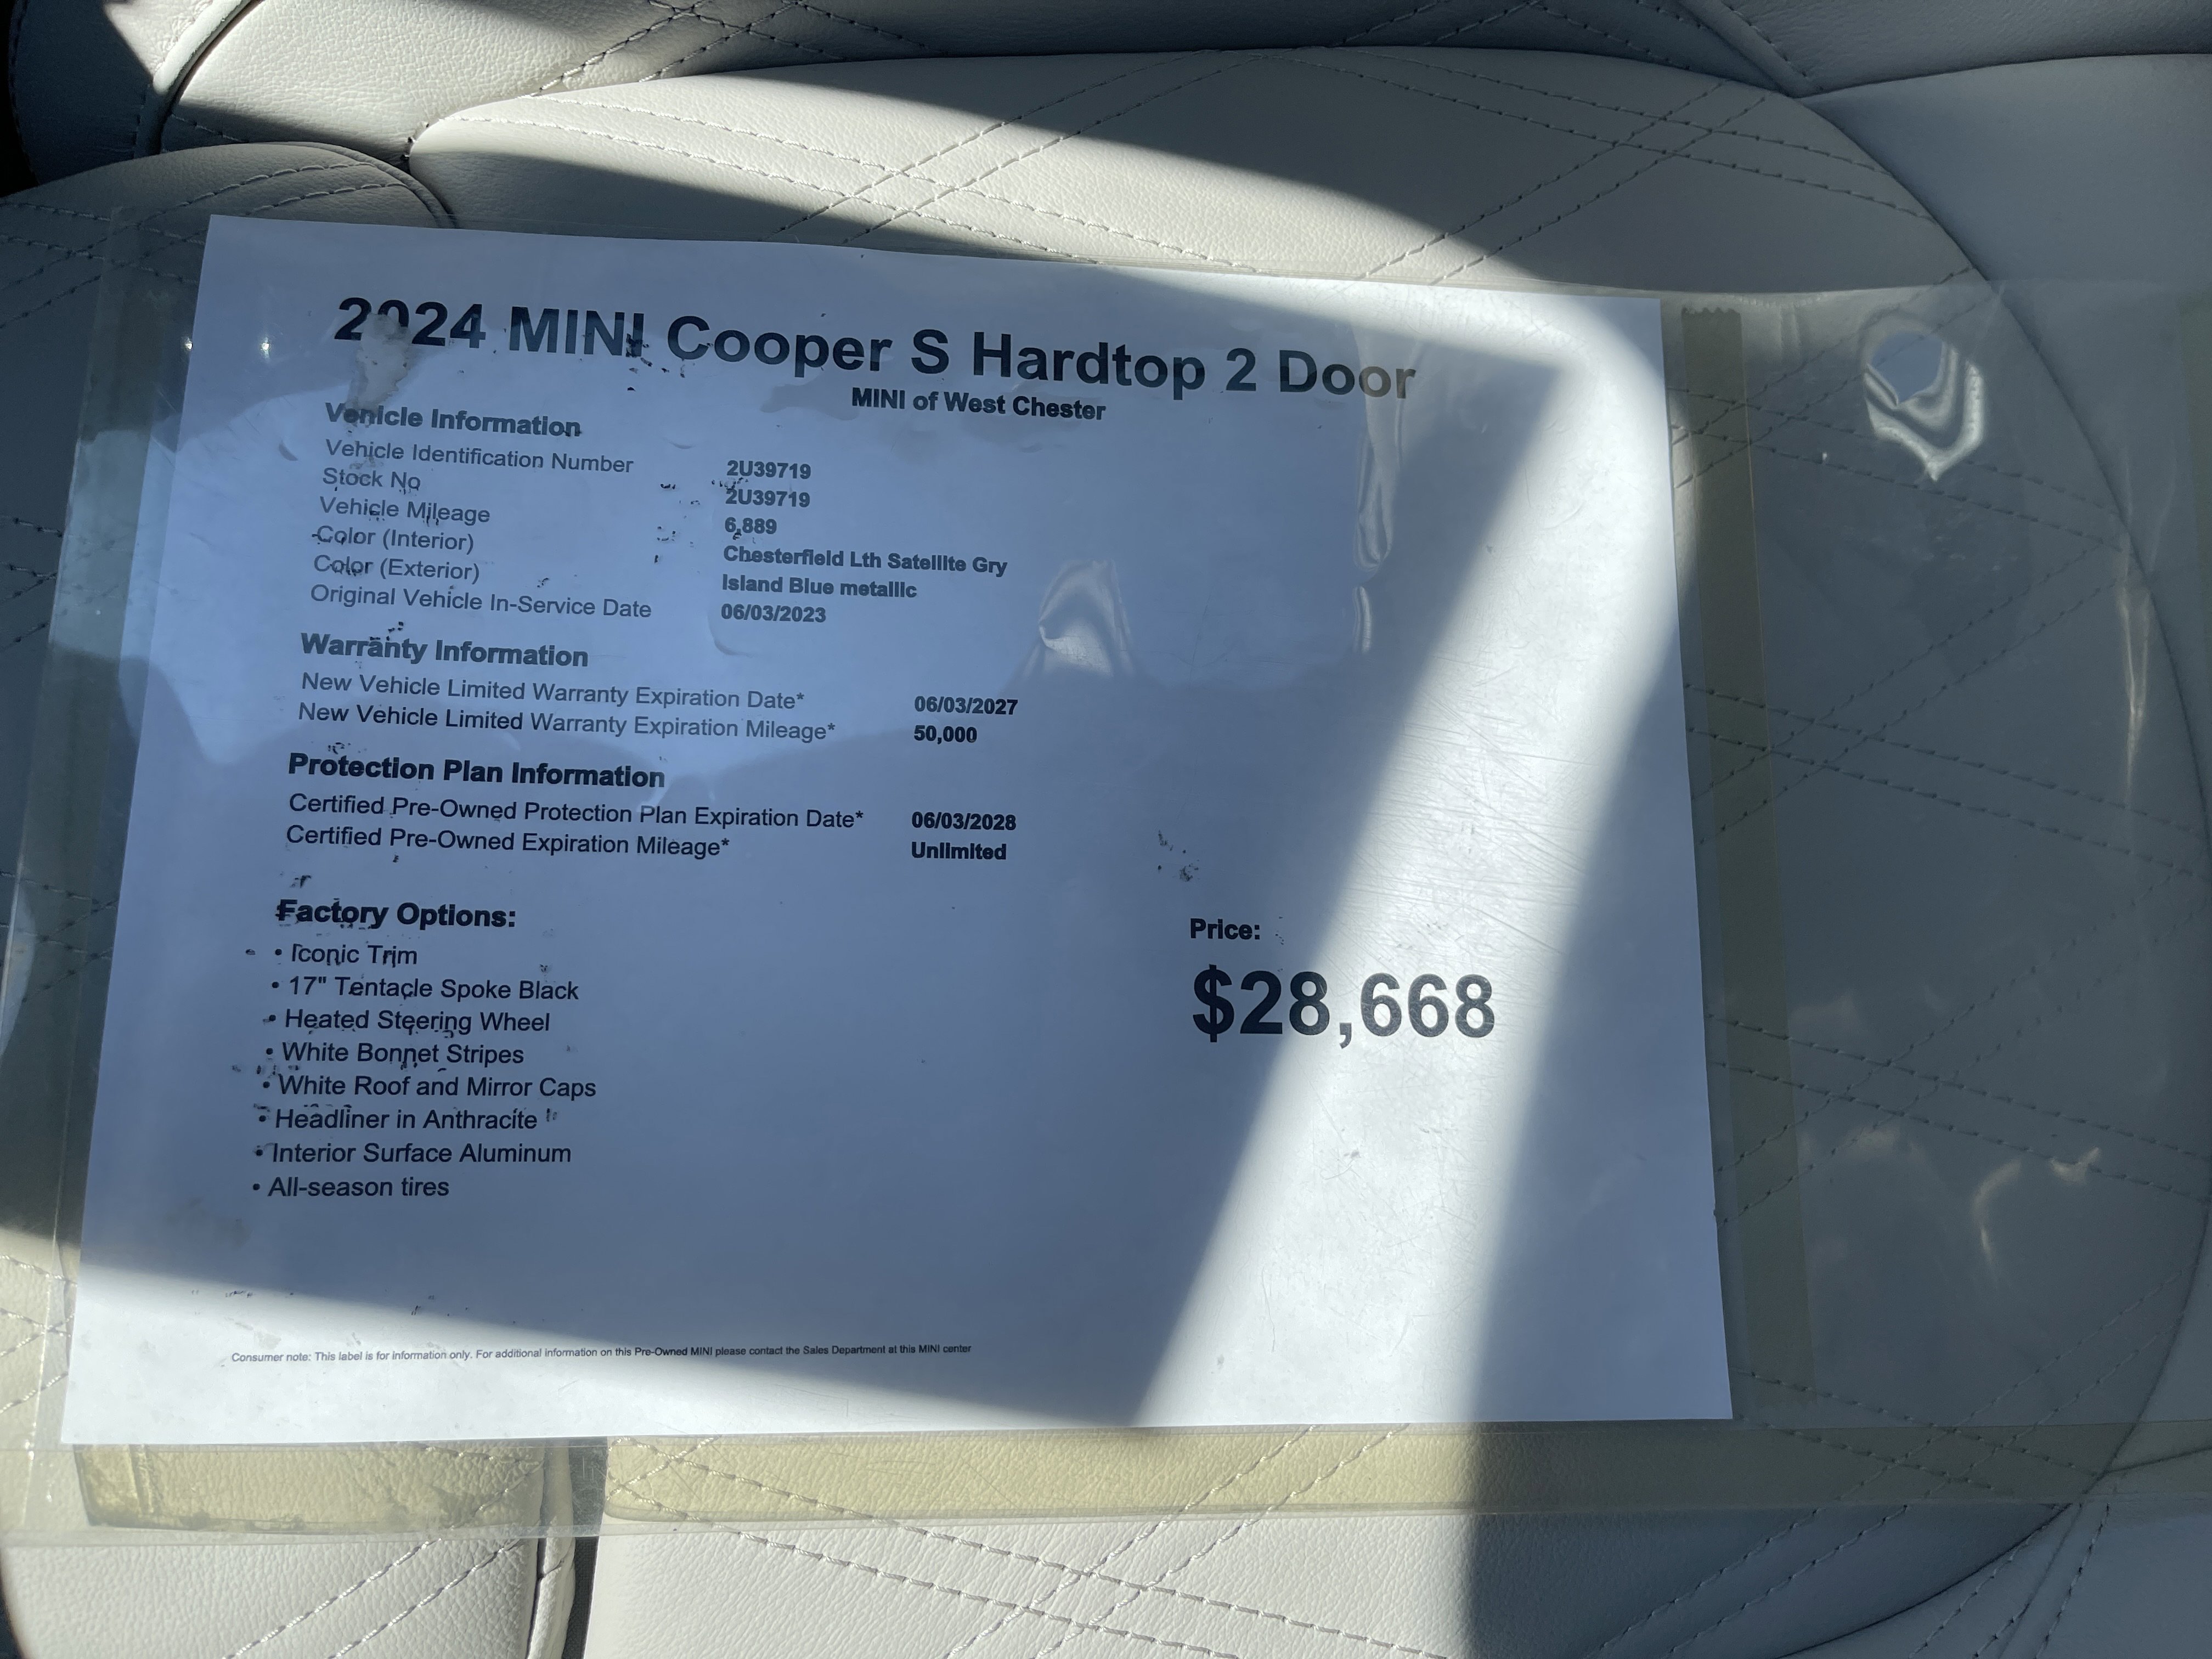 2024 MINI Cooper S Hardtop 2 Door
MINI of West Chester
Vehicle Information
Vehicle Identification Number 2U39719
Stock No 2U39719
Vehicle Mileage 6,889
Color (Interior) Chesterfield Lth Satellite Gry
Color (Exterior) Island Blue metallic
Original Vehicle In-Service Date 06/03/2023
Warranty Information
New Vehicle Limited Warranty Expiration Date* 06/03/2027
New Vehicle Limited Warranty Expiration Mileage* 50,000
Protection Plan Information
Certified Pre-Owned Protection Plan Expiration Date* 06/03/2028
Certified Pre-Owned Expiration Mileage* Unlimited
Factory Options:
• Iconic Trim
• 17" Tentacle Spoke Black
• Heated Steering Wheel
• White Bonnet Stripes
• White Roof and Mirror Caps
• Headliner in Anthracite
• Interior Surface Aluminum
• All-season tires
Price:
$28,668
Consumer note: This label is for information only. For additional information on this Pre-Owned MINI please contact the Sales Department at this MINI center